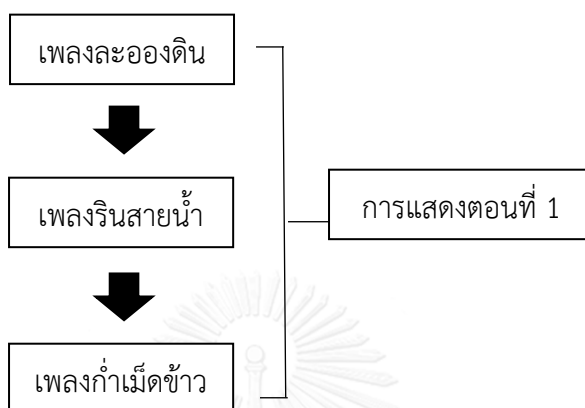 เพลงละอองดิน
เพลงรินสายน้ำ
การแสดงตอนที่ 1
เพลงก่ำเม็ดข้าว